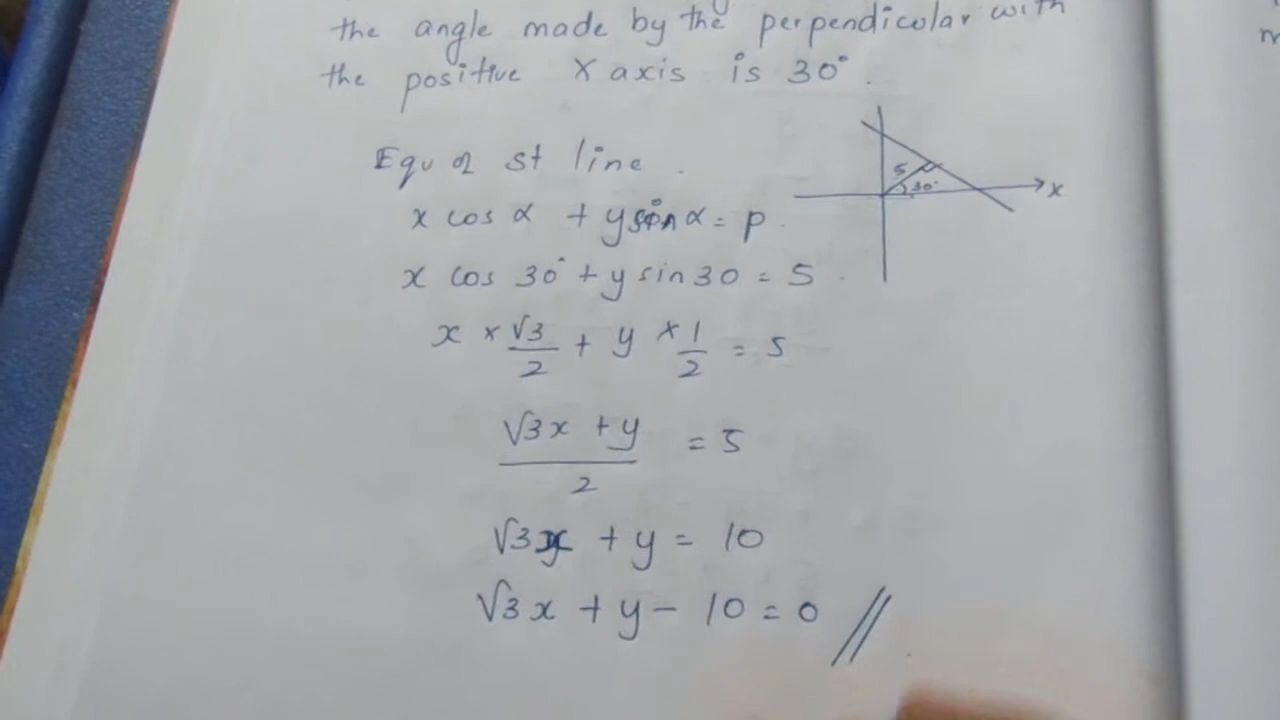 the angle made by the perpendicular with
the positive X axis is 30°.
Equ of st line.
x cos α + y sin α = p.
x cos 30° + y sin 30 = 5.
x × √3/2 + y × 1/2 = 5
(√3x + y)/2 = 5
√3x + y = 10
√3x + y - 10 = 0 //
5
30°
x